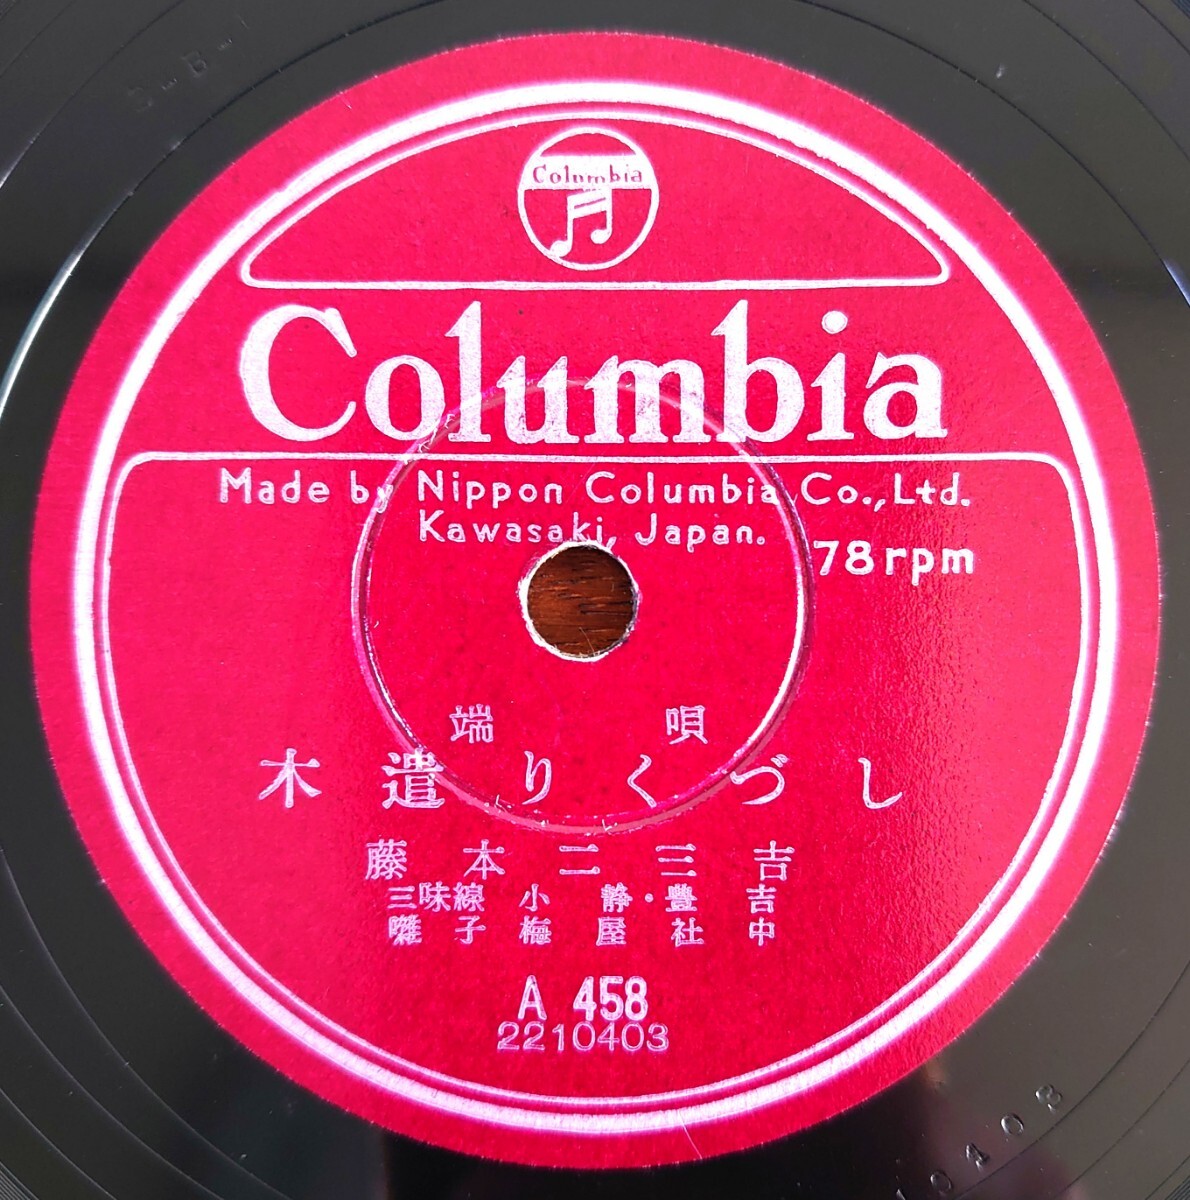 Columbia
Columbia
Made by Nippon Columbia Co., Ltd.
Kawasaki, Japan.
78rpm
端唄
木遣りくづし
藤本二三吉
三味線 小静・豊吉
囃子 梅屋社中
A 458
2210403
10403